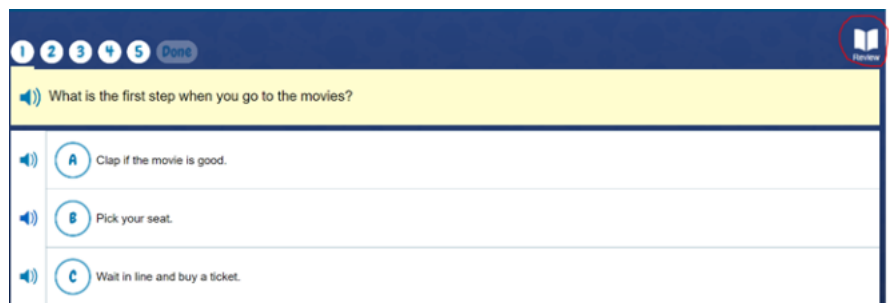 1 2 3 4 5 Done
Review
What is the first step when you go to the movies?
A Clap if the movie is good.
B Pick your seat.
C Wait in line and buy a ticket.